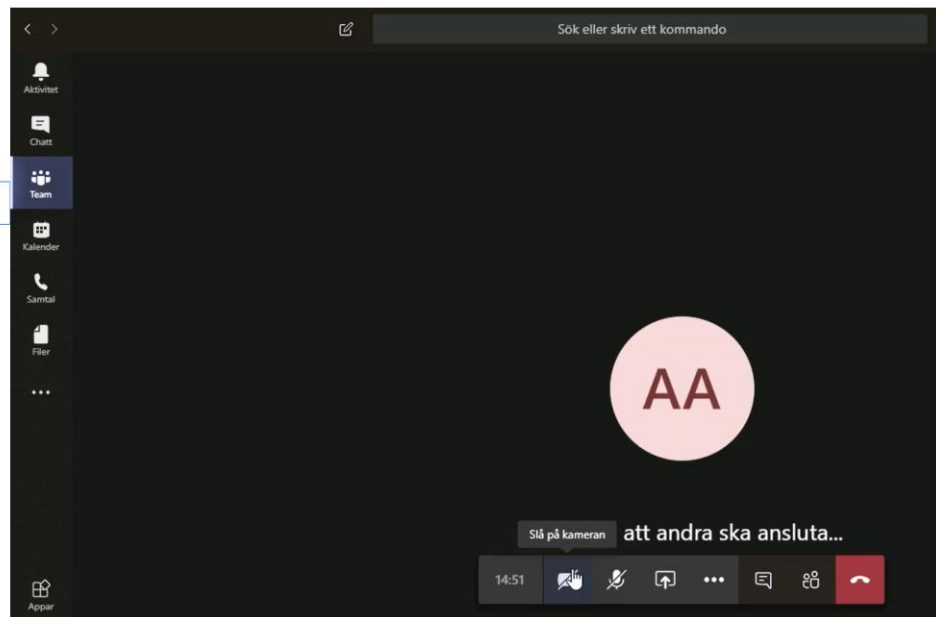 Sök eller skriv ett kommando
Aktivitet
Chatt
Team
Kalender
Samtal
Filer
AA
Slå på kameran
att andra ska ansluta...
14:51
Appar